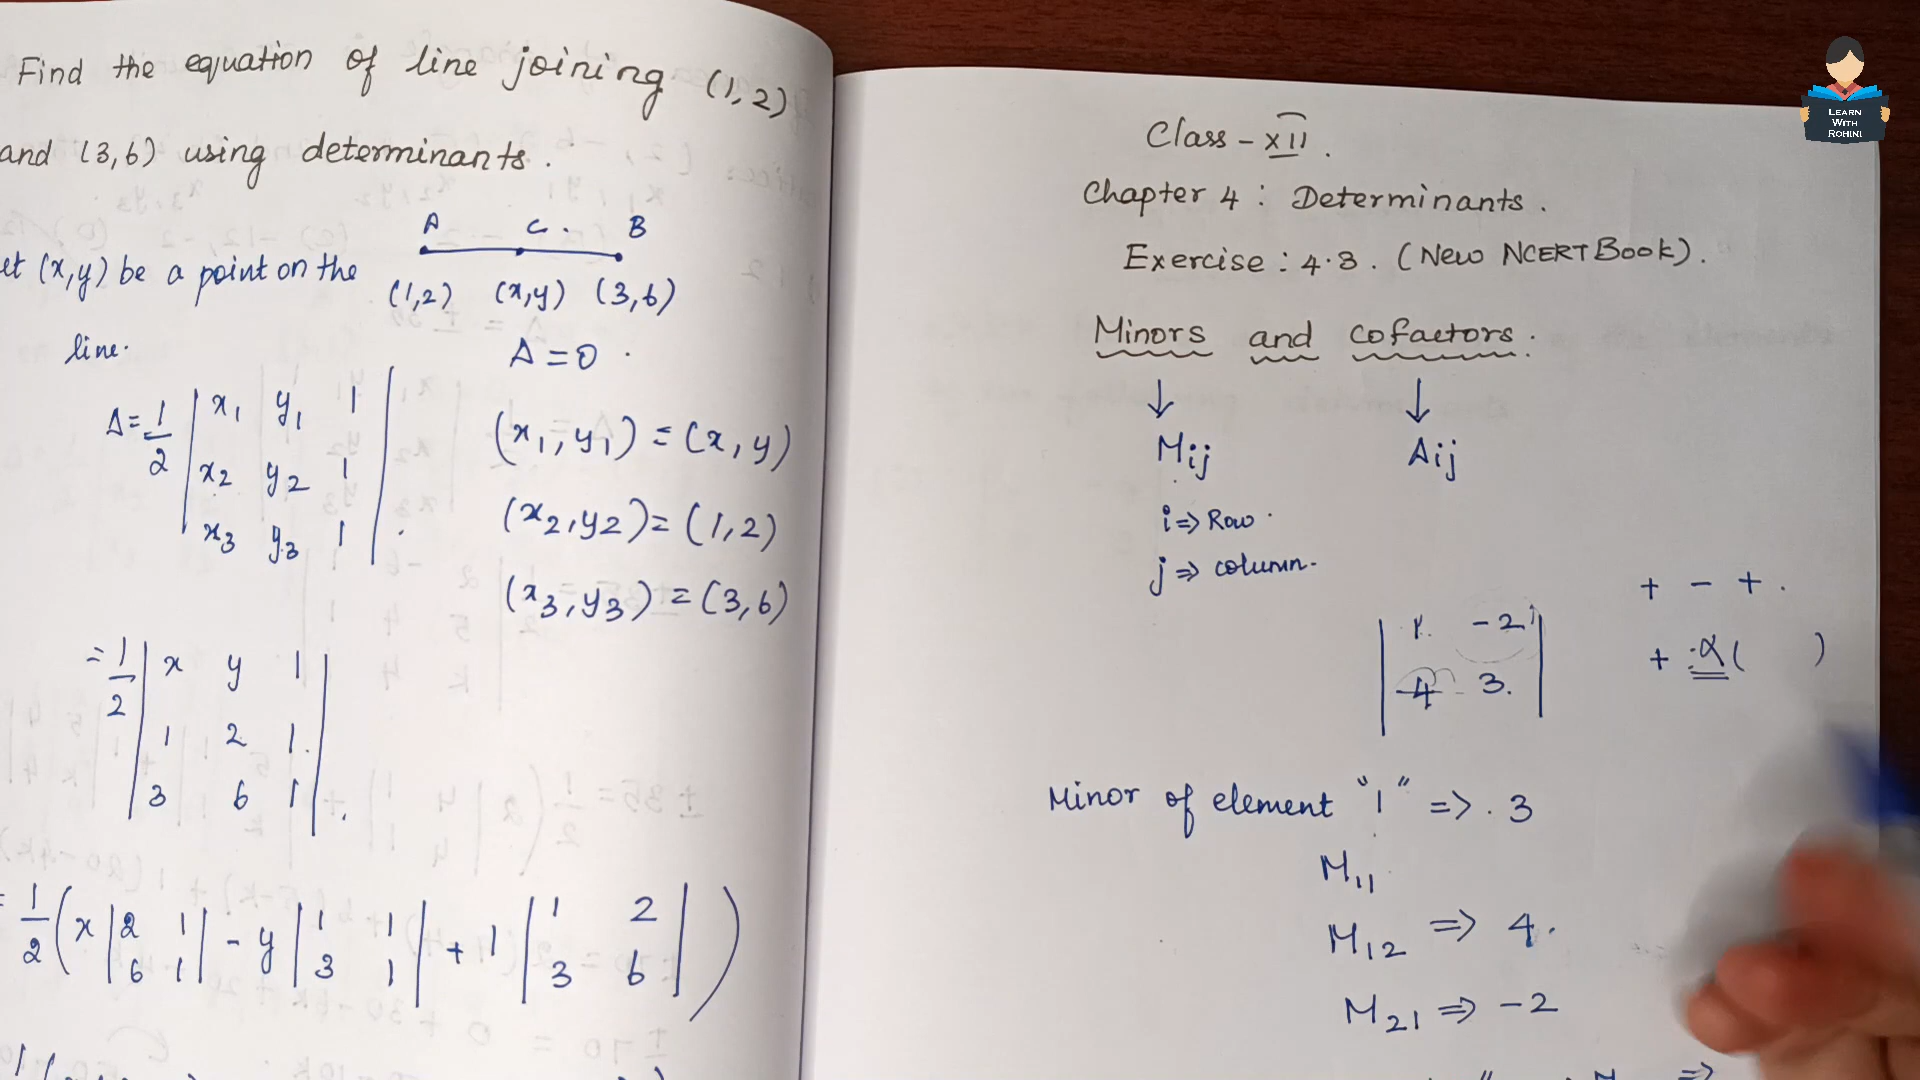 Find the equation of line joining (1,2)
and (3,6) using determinants.
A C. B
(x,y) be a point on the
(1,2) (x,y) (3,6)
line.
Δ=0
Δ=1/2 | x1 y1 1 |
| x2 y2 1 |
| x3 y3 1 |
(x1,y1)=(x,y)
(x2,y2)=(1,2)
(x3,y3)=(3,6)
=1/2 | x y 1 |
| 1 2 1 |
| 3 6 1 |
1/2 ( x | 2 1 | - y | 1 1 | + 1 | 1 2 | )
| 6 1 | | 3 1 | | 3 6 |
LEARN
WITH
ROHINI
Class - XII.
Chapter 4 : Determinants.
Exercise : 4.3. (New NCERT Book).
Minors and cofactors.
↓ ↓
Mij Aij
i⇒ Row
j⇒ column.
+ - +
+ -α( )
| 1 -2 |
| 4 3. |
Minor of element "1" => 3
M11
M12 => 4.
M21 => -2